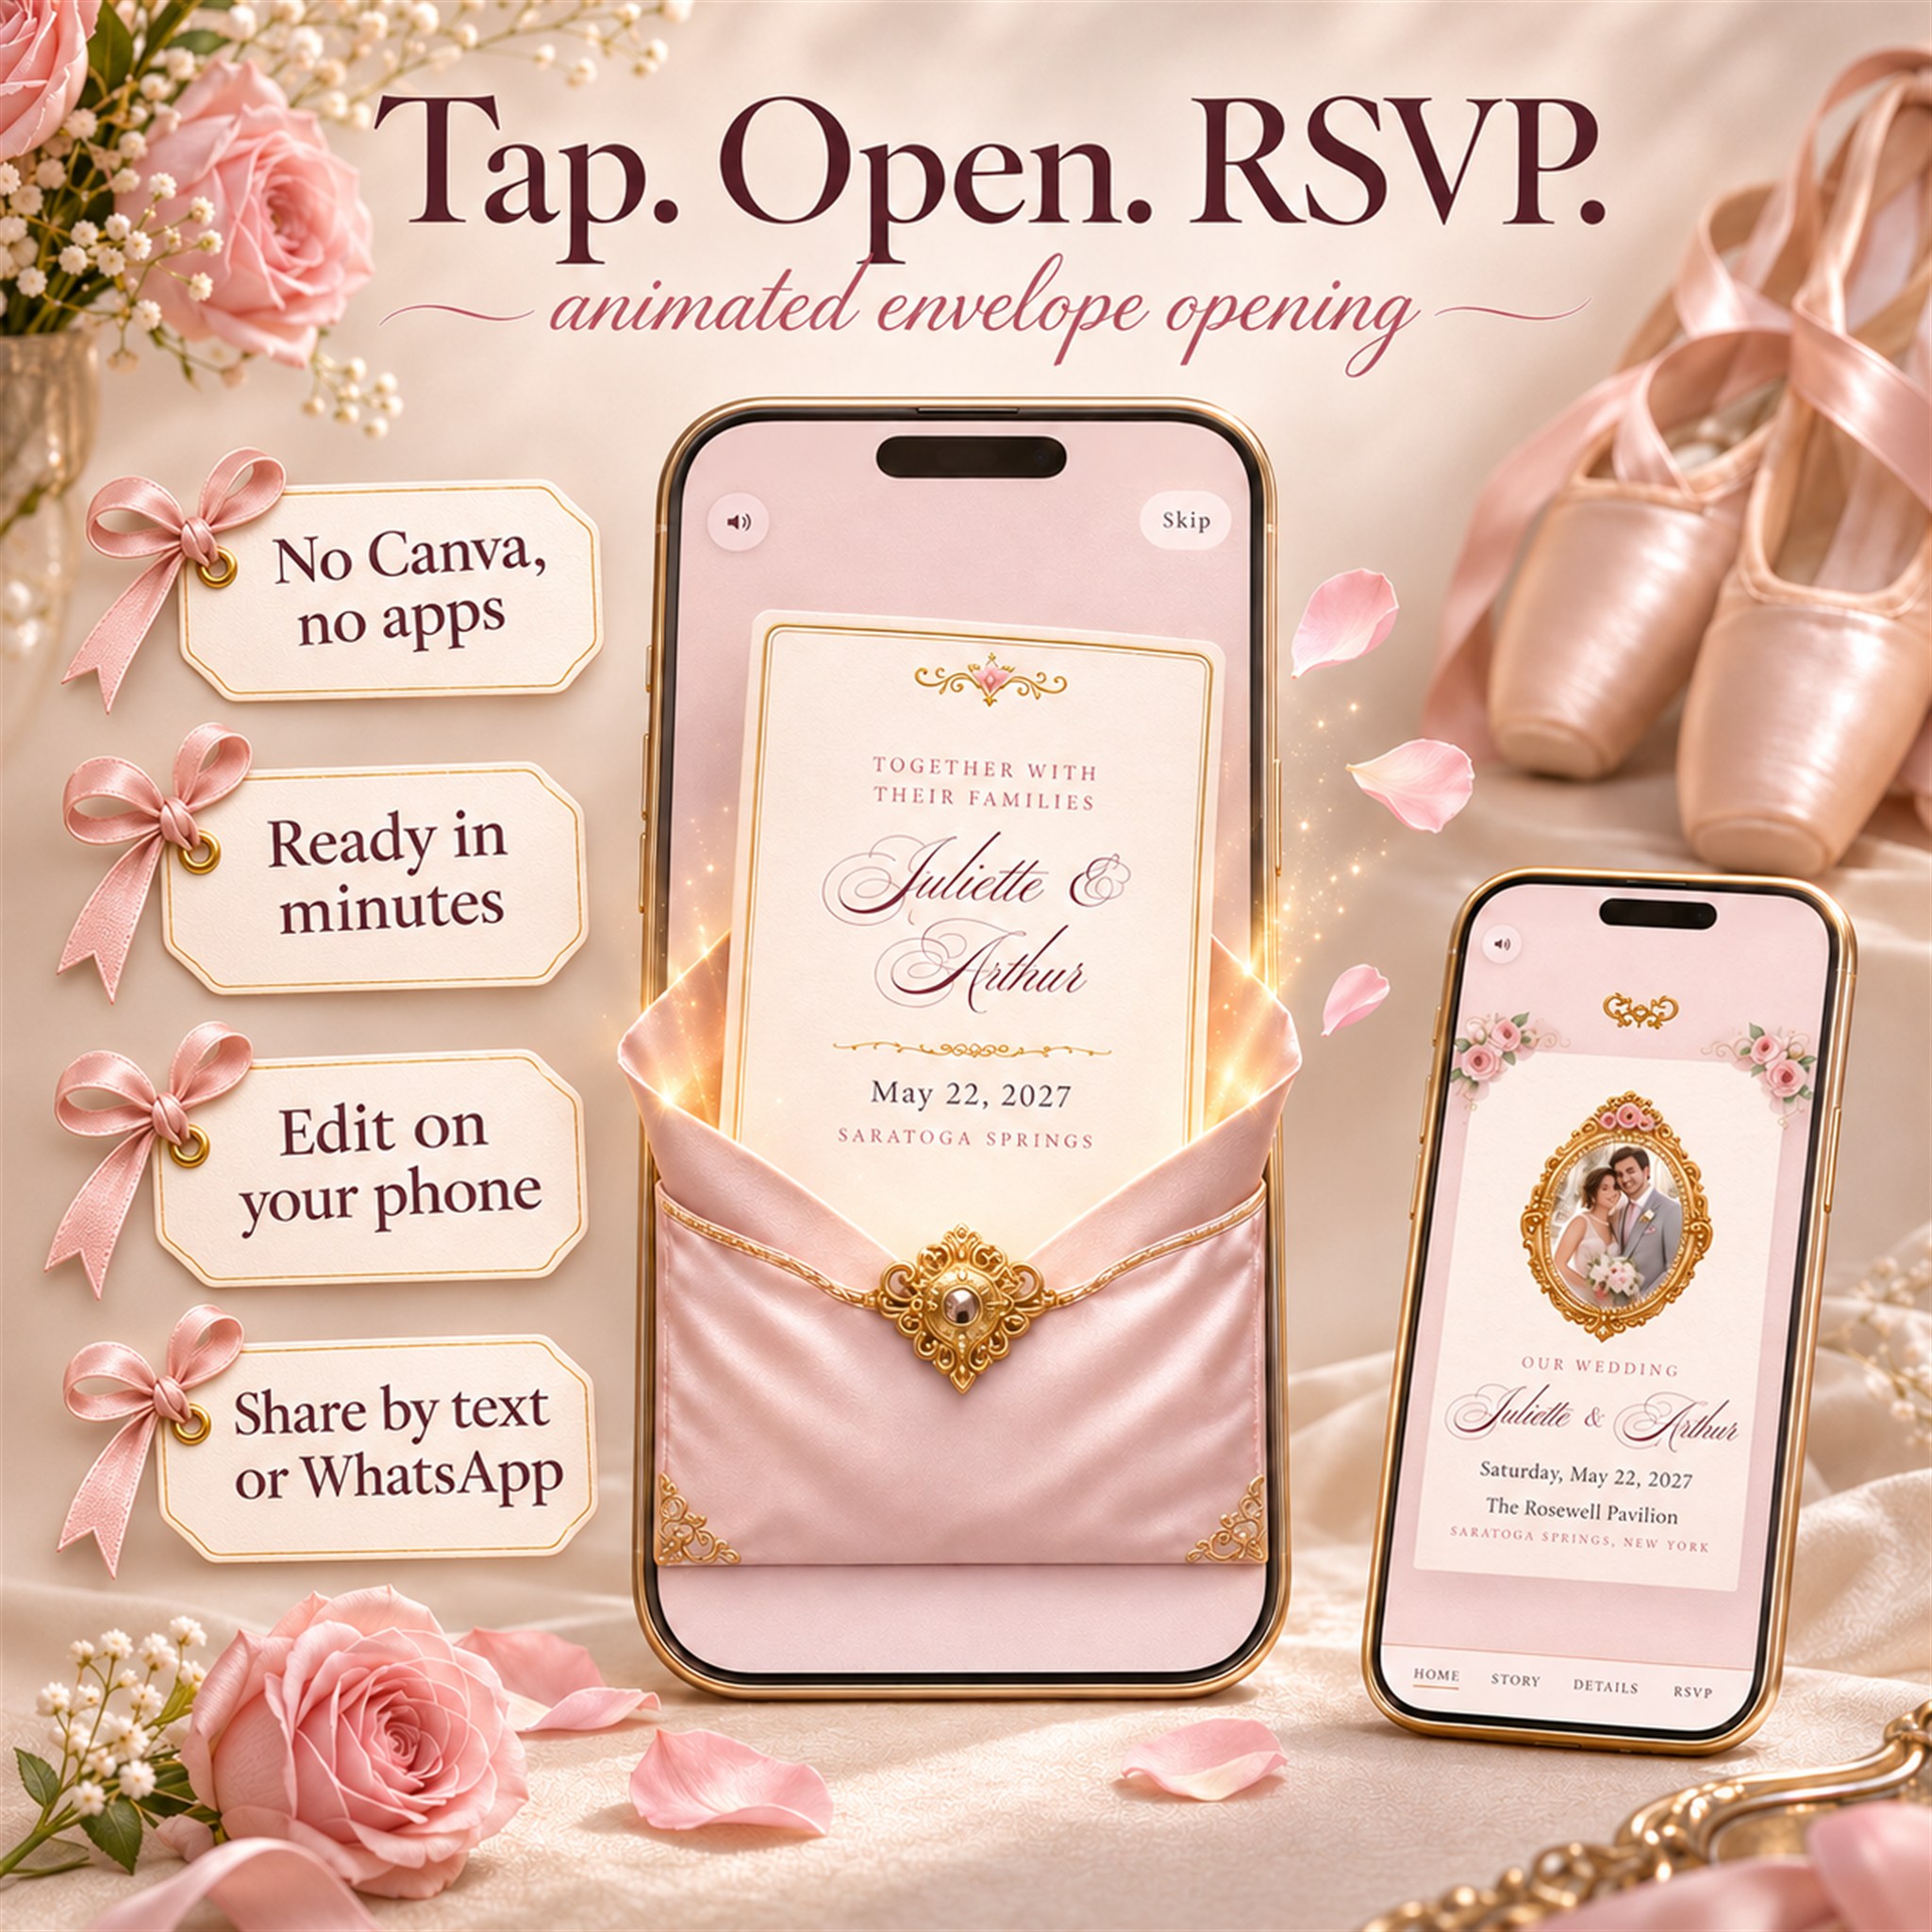 Tap. Open. RSVP.
animated envelope opening
No Canva,
no apps
Ready in
minutes
Edit on
your phone
Share by text
or WhatsApp
Skip
TOGETHER WITH
THEIR FAMILIES
Juliette &
Arthur
May 22, 2027
SARATOGA SPRINGS
OUR WEDDING
Juliette & Arthur
Saturday, May 22, 2027
The Rosewell Pavilion
SARATOGA SPRINGS, NEW YORK
HOME STORY DETAILS RSVP